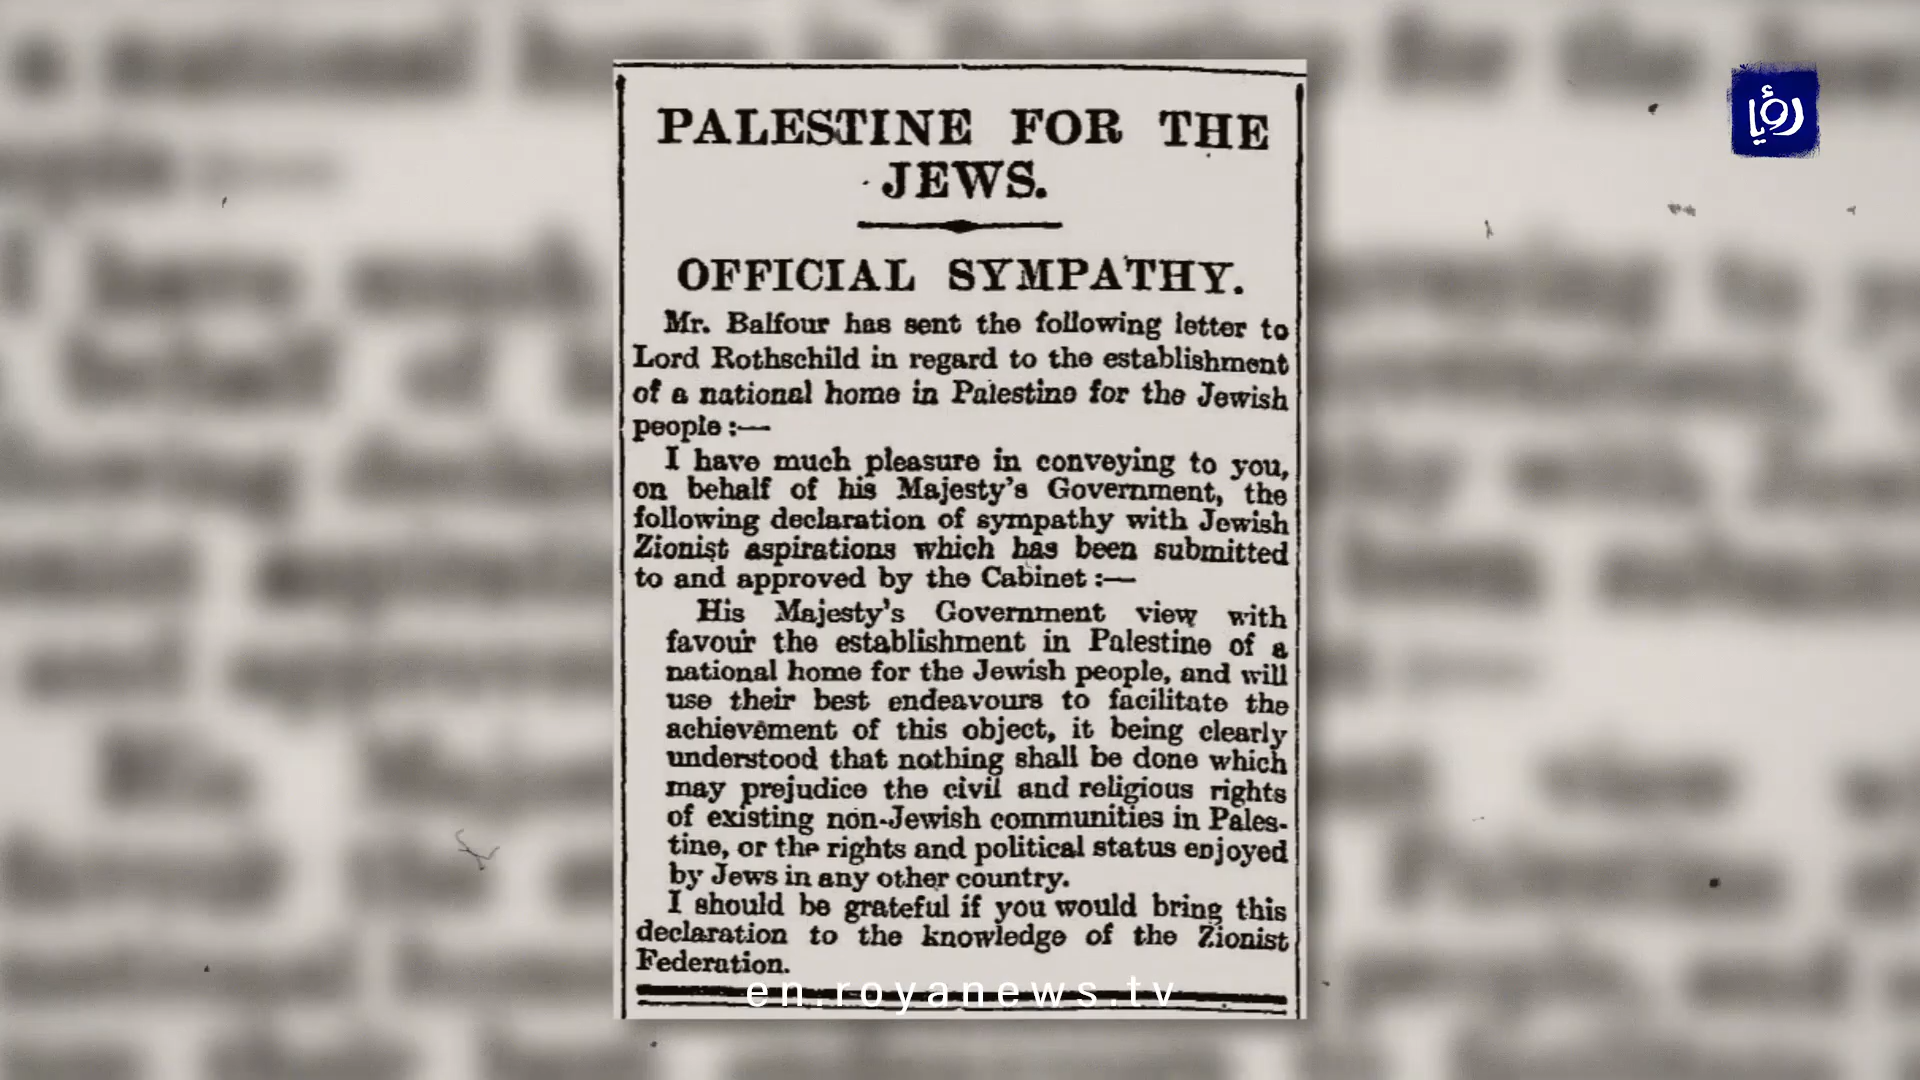 PALESTINE FOR THE
JEWS.
OFFICIAL SYMPATHY.
Mr. Balfour has sent the following letter to
Lord Rothschild in regard to the establishment
of a national home in Palestine for the Jewish
people :—
I have much pleasure in conveying to you,
on behalf of his Majesty's Government, the
following declaration of sympathy with Jewish
Zionist aspirations which has been submitted
to and approved by the Cabinet :—
His Majesty's Government view with
favour the establishment in Palestine of a
national home for the Jewish people, and will
use their best endeavours to facilitate the
achievement of this object, it being clearly
understood that nothing shall be done which
may prejudice the civil and religious rights
of existing non-Jewish communities in Pales-
tine, or the rights and political status enjoyed
by Jews in any other country.
I should be grateful if you would bring this
declaration to the knowledge of the Zionist
Federation.
رؤيا
en.royanews.tv